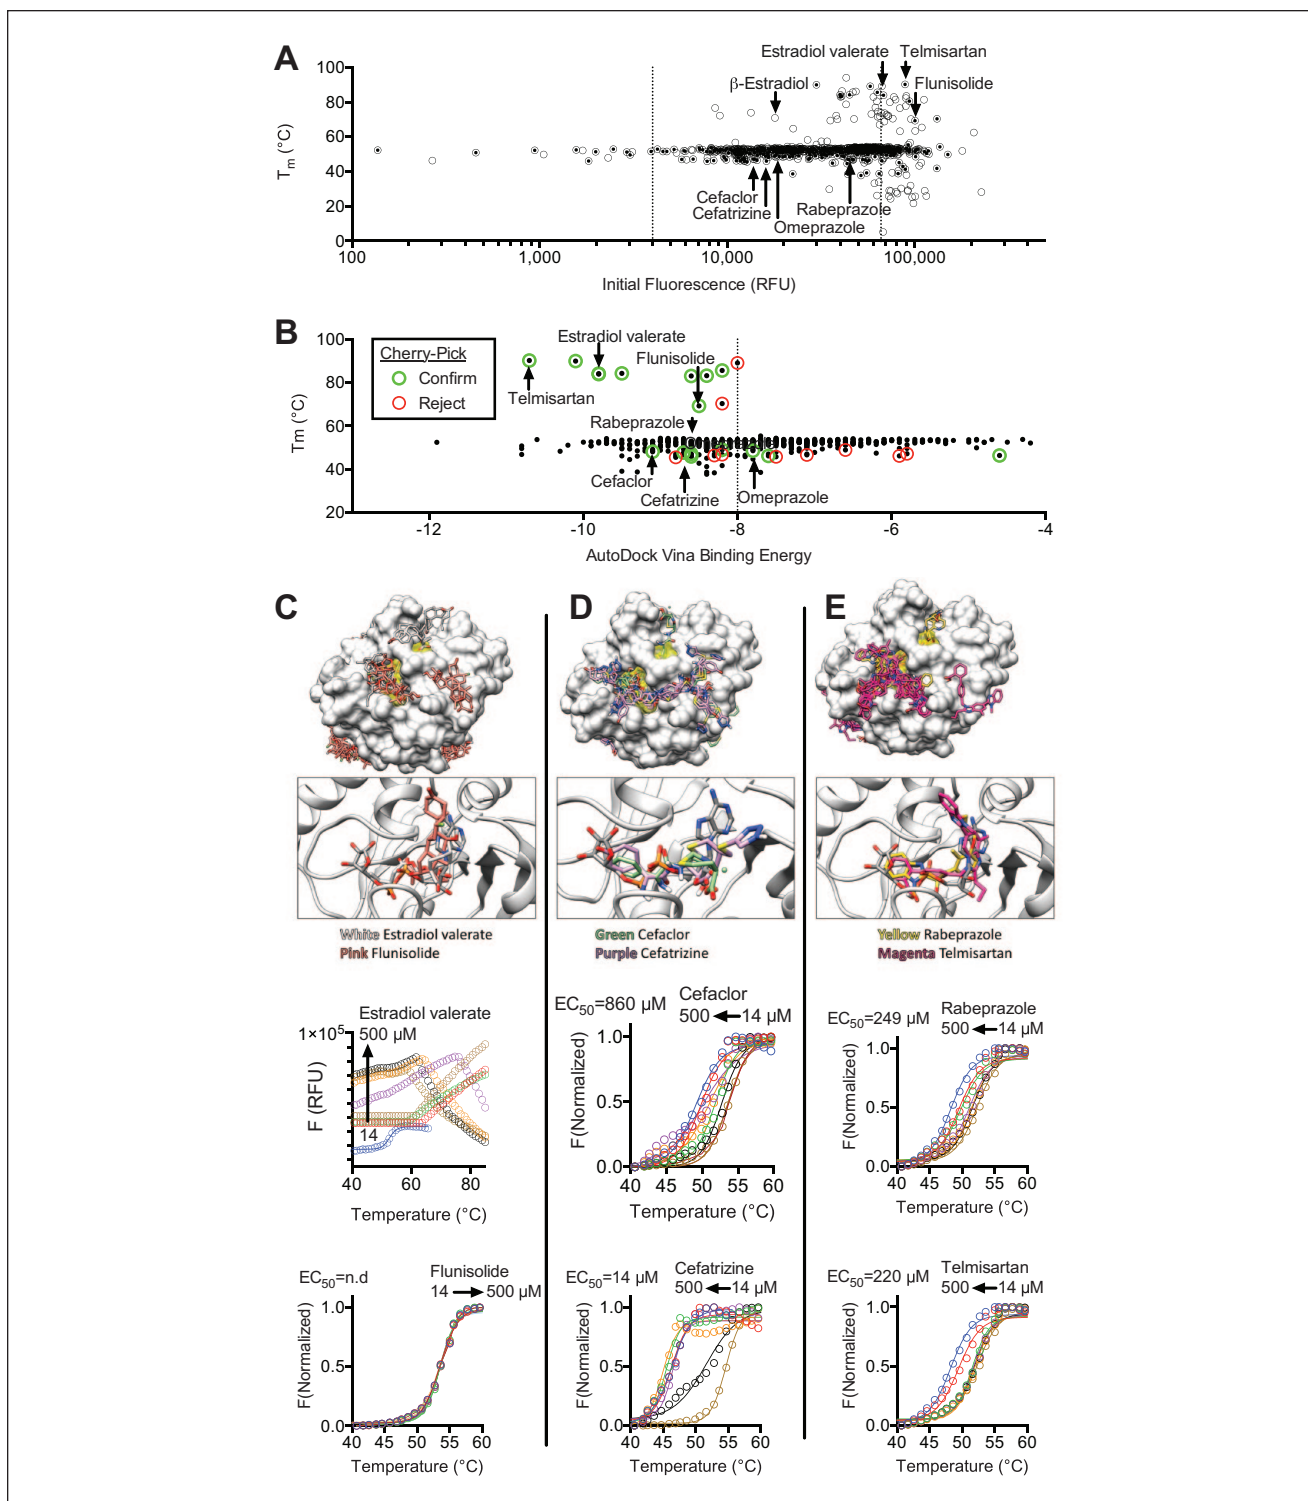 A
Estradiol valerate
Telmisartan
β-Estradiol
Flunisolide
Tm (°C)
100
80
60
40
20
0
Cefaclor
Cefatrizine
Rabeprazole
Omeprazole
100
1,000
10,000
100,000
Initial Fluorescence (RFU)
B
Estradiol valerate
Flunisolide
Cherry-Pick
Confirm
Reject
Telmisartan
Rabeprazole
Tm (°C)
100
80
60
40
20
Cefaclor
Cefatrizine
Omeprazole
-12
-10
-8
-6
-4
AutoDock Vina Binding Energy
C
D
E
White Estradiol valerate
Pink Flunisolide
Green Cefaclor
Purple Cefatrizine
Yellow Rabeprazole
Magenta Telmisartan
Estradiol valerate
1×10⁵
500 µM
F (RFU)
14
40
60
80
Temperature (°C)
EC50=860 µM
Cefaclor
500 14 µM
F(Normalized)
1.0
0.5
0.0
40 45 50 55 60
Temperature (°C)
EC50=249 µM
Rabeprazole
500 14 µM
F(Normalized)
1.0
0.5
0.0
40 45 50 55 60
Temperature (°C)
EC50=n.d
Flunisolide
14 500 µM
F(Normalized)
1.0
0.5
0.0
40 45 50 55 60
Temperature (°C)
EC50=14 µM
Cefatrizine
500 14 µM
F(Normalized)
1.0
0.5
0.0
40 45 50 55 60
Temperature (°C)
EC50=220 µM
Telmisartan
500 14 µM
F(Normalized)
1.0
0.5
0.0
40 45 50 55 60
Temperature (°C)